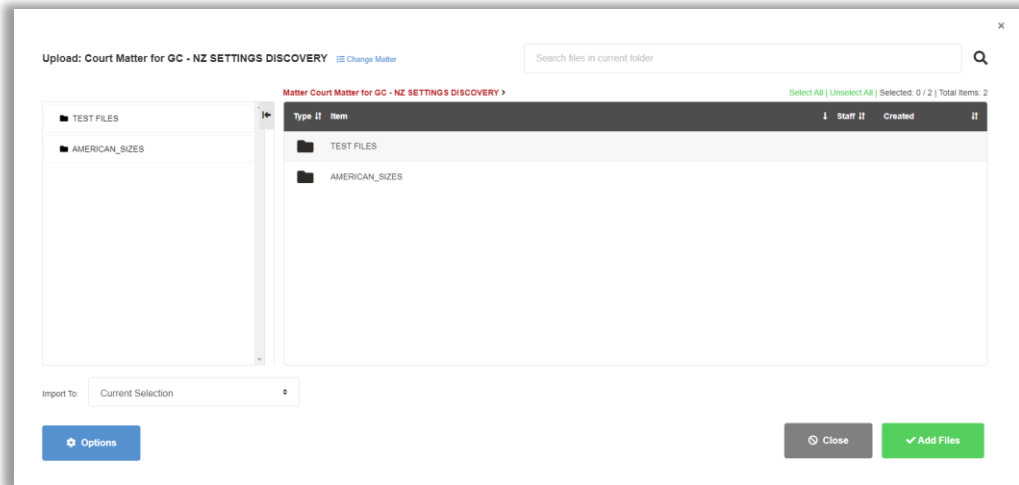 ×
Upload: Court Matter for GC - NZ SETTINGS DISCOVERY Change Matter
Search files in current folder
Matter Court Matter for GC - NZ SETTINGS DISCOVERY >
Select All | Unselect All | Selected: 0 / 2 | Total Items: 2
TEST FILES
AMERICAN_SIZES
Type Item Staff Created
TEST FILES
AMERICAN_SIZES
Import To: Current Selection
Options
Close
Add Files